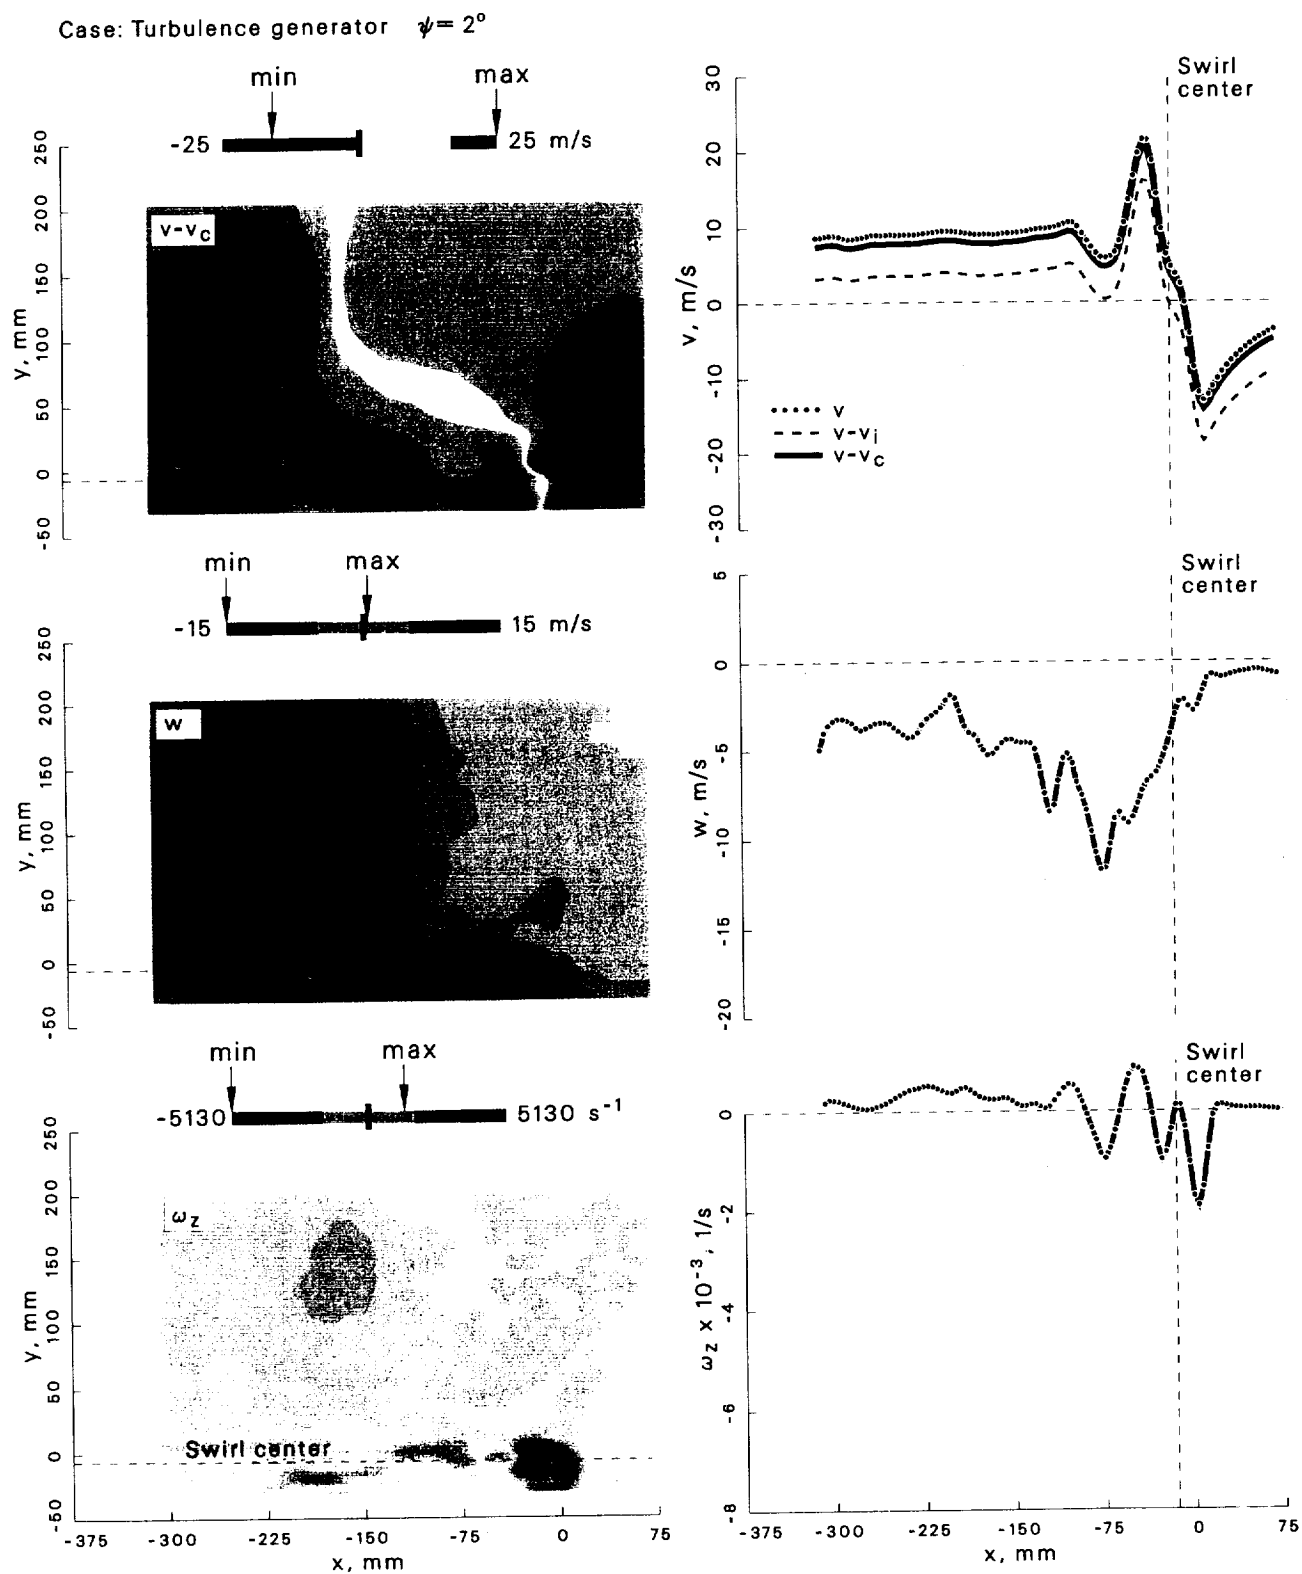 Case: Turbulence generator ψ= 2°
min max
-25 25 m/s
250
200
150
100
50
0
-50
y, mm
v-vc
30
20
10
0
-10
-20
-30
v, m/s
Swirl
center
v
v-vi
v-vc
min max
-15 15 m/s
250
200
150
100
50
0
-50
y, mm
w
5
0
-5
-10
-15
-20
w, m/s
Swirl
center
min max
-5130 5130 s-1
250
200
150
100
50
0
-50
y, mm
ωz
Swirl center
-375 -300 -225 -150 -75 0 75
x, mm
0
-2
-4
-6
-8
ωz x 10-3, 1/s
Swirl
center
-375 -300 -225 -150 -75 0 75
x, mm